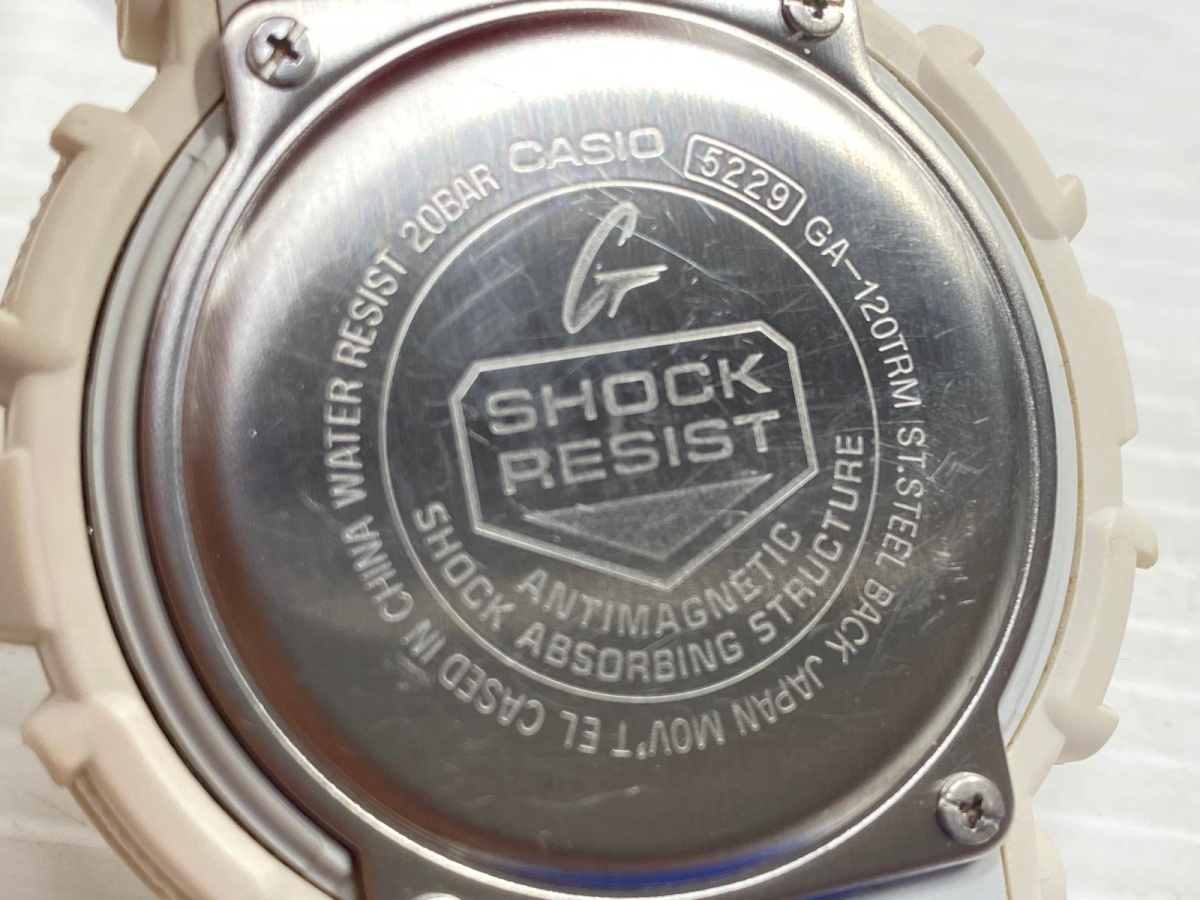 CASIO 5229 GA-120TRM ST.STEEL BACK JAPAN MOV'T EL CASED IN CHINA WATER RESIST 20BAR
G
SHOCK
RESIST
ANTIMAGNETIC
SHOCK ABSORBING STRUCTURE